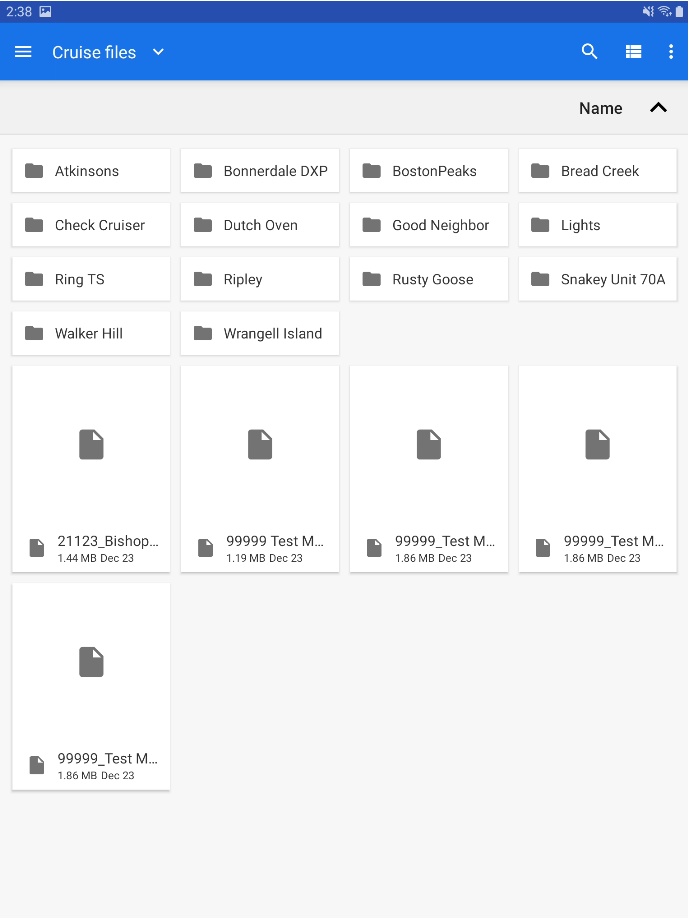 2:38
Cruise files
Name
Atkinsons
Bonnerdale DXP
BostonPeaks
Bread Creek
Check Cruiser
Dutch Oven
Good Neighbor
Lights
Ring TS
Ripley
Rusty Goose
Snakey Unit 70A
Walker Hill
Wrangell Island
21123_Bishop...
1.44 MB Dec 23
99999 Test M...
1.19 MB Dec 23
99999_Test M...
1.86 MB Dec 23
99999_Test M...
1.86 MB Dec 23
99999_Test M...
1.86 MB Dec 23